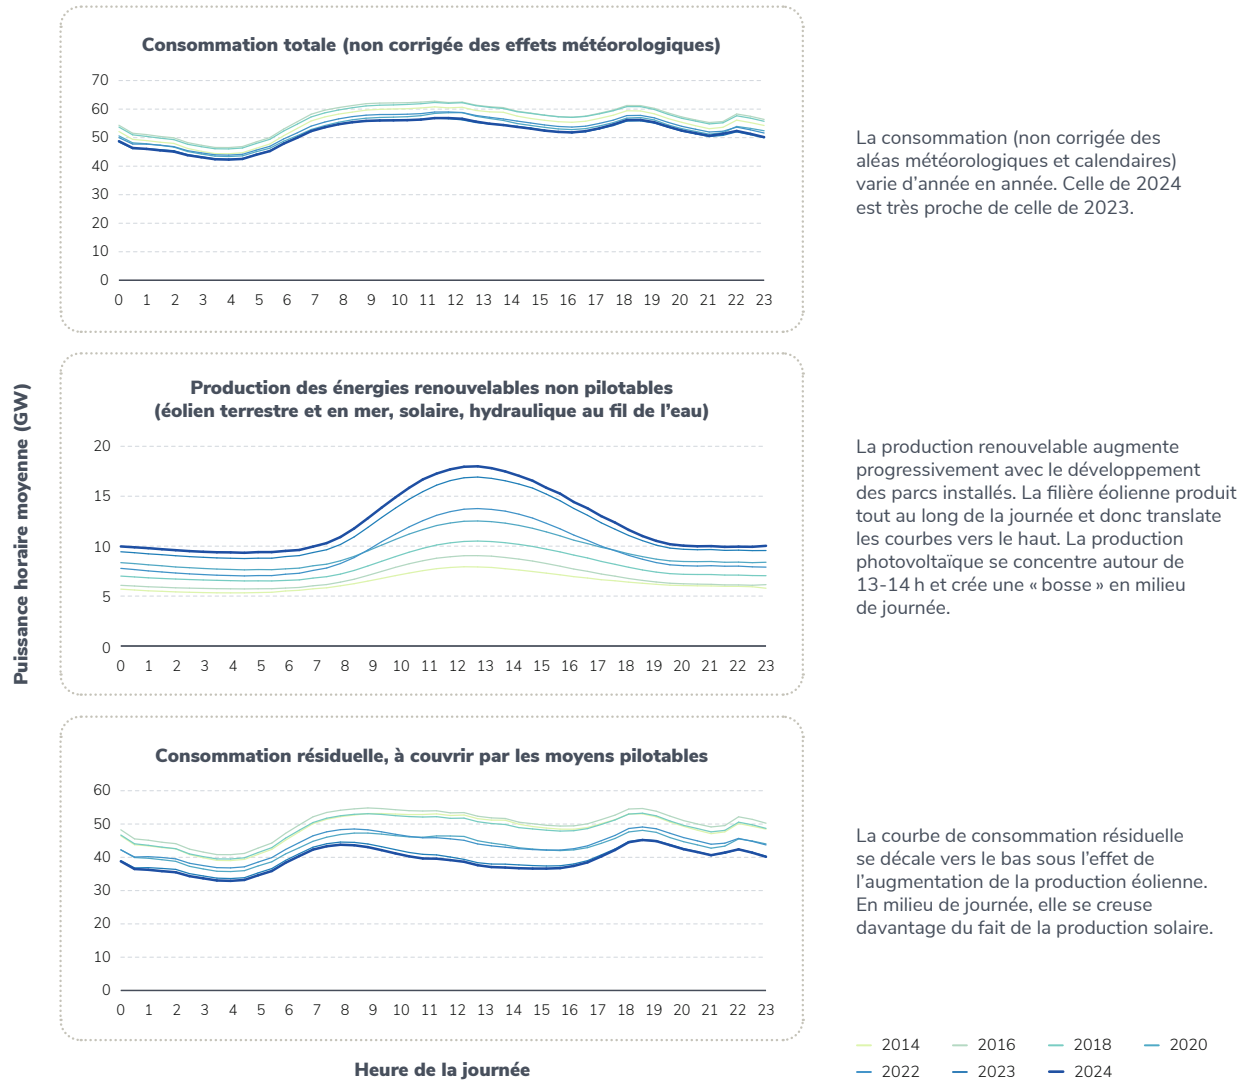 Consommation totale (non corrigée des effets météorologiques)
70
60
50
40
30
20
10
0
0 1 2 3 4 5 6 7 8 9 10 11 12 13 14 15 16 17 18 19 20 21 22 23
La consommation (non corrigée des
aléas météorologiques et calendaires)
varie d’année en année. Celle de 2024
est très proche de celle de 2023.
Puissance horaire moyenne (GW)
Production des énergies renouvelables non pilotables
(éolien terrestre et en mer, solaire, hydraulique au fil de l’eau)
20
15
10
5
0
0 1 2 3 4 5 6 7 8 9 10 11 12 13 14 15 16 17 18 19 20 21 22 23
La production renouvelable augmente
progressivement avec le développement
des parcs installés. La filière éolienne produit
tout au long de la journée et donc translate
les courbes vers le haut. La production
photovoltaïque se concentre autour de
13-14 h et crée une « bosse » en milieu
de journée.
Consommation résiduelle, à couvrir par les moyens pilotables
60
50
40
30
20
10
0
0 1 2 3 4 5 6 7 8 9 10 11 12 13 14 15 16 17 18 19 20 21 22 23
La courbe de consommation résiduelle
se décale vers le bas sous l’effet de
l’augmentation de la production éolienne.
En milieu de journée, elle se creuse
davantage du fait de la production solaire.
Heure de la journée
2014 2016 2018 2020
2022 2023 2024